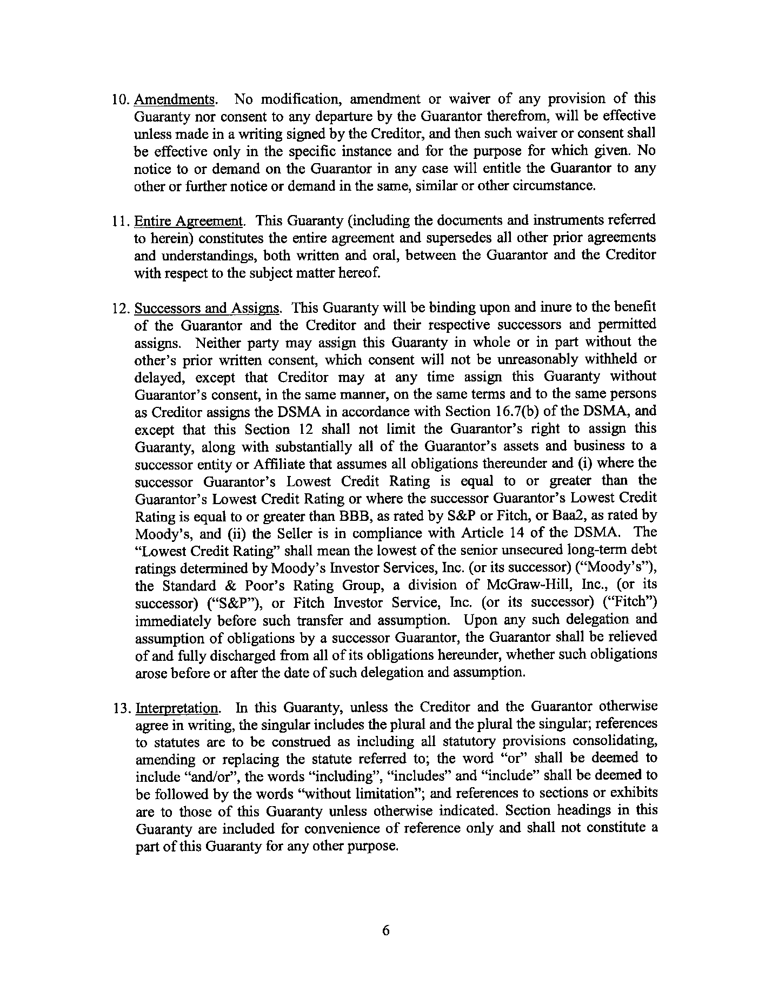 10. Amendments. No modification, amendment or waiver of any provision of this
Guaranty nor consent to any departure by the Guarantor therefrom, will be effective
unless made in a writing signed by the Creditor, and then such waiver or consent shall
be effective only in the specific instance and for the purpose for which given. No
notice to or demand on the Guarantor in any case will entitle the Guarantor to any
other or further notice or demand in the same, similar or other circumstance.
11. Entire Agreement. This Guaranty (including the documents and instruments referred
to herein) constitutes the entire agreement and supersedes all other prior agreements
and understandings, both written and oral, between the Guarantor and the Creditor
with respect to the subject matter hereof.
12. Successors and Assigns. This Guaranty will be binding upon and inure to the benefit
of the Guarantor and the Creditor and their respective successors and permitted
assigns. Neither party may assign this Guaranty in whole or in part without the
other's prior written consent, which consent will not be unreasonably withheld or
delayed, except that Creditor may at any time assign this Guaranty without
Guarantor's consent, in the same manner, on the same terms and to the same persons
as Creditor assigns the DSMA in accordance with Section 16.7(b) of the DSMA, and
except that this Section 12 shall not limit the Guarantor's right to assign this
Guaranty, along with substantially all of the Guarantor's assets and business to a
successor entity or Affiliate that assumes all obligations thereunder and (i) where the
successor Guarantor's Lowest Credit Rating is equal to or greater than the
Guarantor's Lowest Credit Rating or where the successor Guarantor's Lowest Credit
Rating is equal to or greater than BBB, as rated by S&P or Fitch, or Baa2, as rated by
Moody's, and (ii) the Seller is in compliance with Article 14 of the DSMA. The
“Lowest Credit Rating” shall mean the lowest of the senior unsecured long-term debt
ratings determined by Moody's Investor Services, Inc. (or its successor) (“Moody's”),
the Standard & Poor's Rating Group, a division of McGraw-Hill, Inc., (or its
successor) (“S&P”), or Fitch Investor Service, Inc. (or its successor) (“Fitch”)
immediately before such transfer and assumption. Upon any such delegation and
assumption of obligations by a successor Guarantor, the Guarantor shall be relieved
of and fully discharged from all of its obligations hereunder, whether such obligations
arose before or after the date of such delegation and assumption.
13. Interpretation. In this Guaranty, unless the Creditor and the Guarantor otherwise
agree in writing, the singular includes the plural and the plural the singular; references
to statutes are to be construed as including all statutory provisions consolidating,
amending or replacing the statute referred to; the word “or” shall be deemed to
include “and/or”, the words “including”, “includes” and “include” shall be deemed to
be followed by the words “without limitation”; and references to sections or exhibits
are to those of this Guaranty unless otherwise indicated. Section headings in this
Guaranty are included for convenience of reference only and shall not constitute a
part of this Guaranty for any other purpose.
6